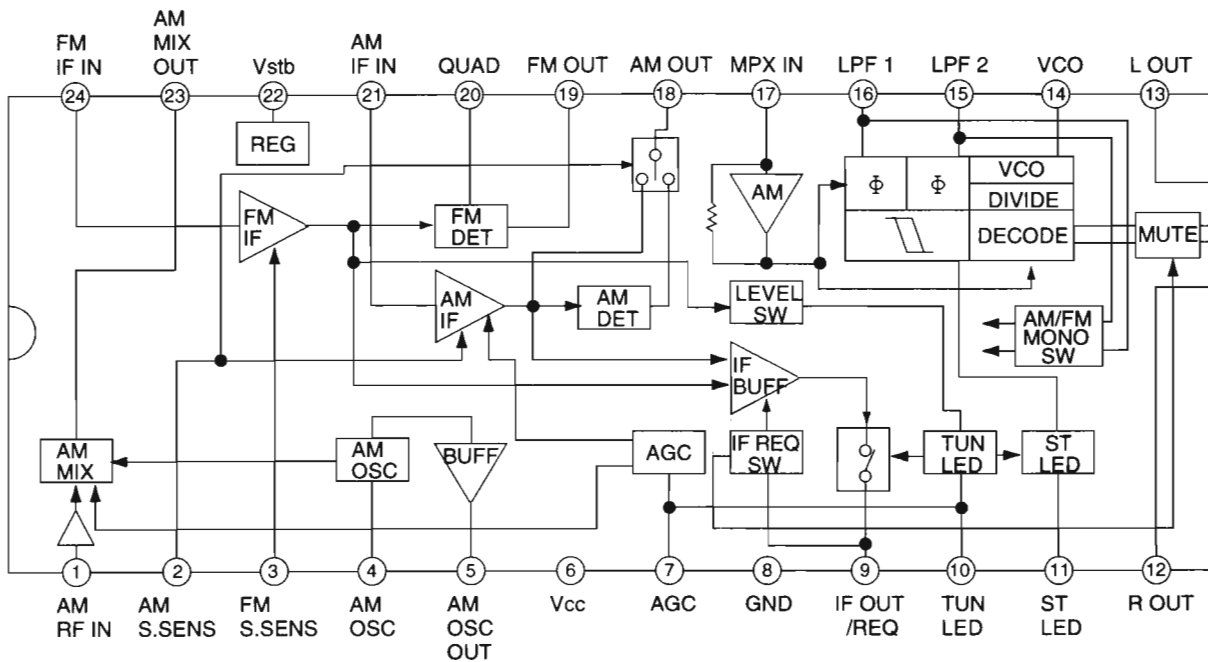 FM
IF IN
AM
MIX
OUT
Vstb
AM
IF IN
QUAD
FM OUT
AM OUT
MPX IN
LPF 1
LPF 2
VCO
L OUT
24
23
22
21
20
19
18
17
16
15
14
13
REG
FM
IF
FM
DET
AM
IF
AM
DET
AM
LEVEL
SW
IF
BUFF
Φ
Φ
VCO
DIVIDE
DECODE
MUTE
AM/FM
MONO
SW
AM
MIX
AM
OSC
BUFF
AGC
IF REQ
SW
TUN
LED
ST
LED
1
2
3
4
5
6
7
8
9
10
11
12
AM
RF IN
AM
S.SENS
FM
S.SENS
AM
OSC
AM
OSC
OUT
Vcc
AGC
GND
IF OUT
/REQ
TUN
LED
ST
LED
R OUT